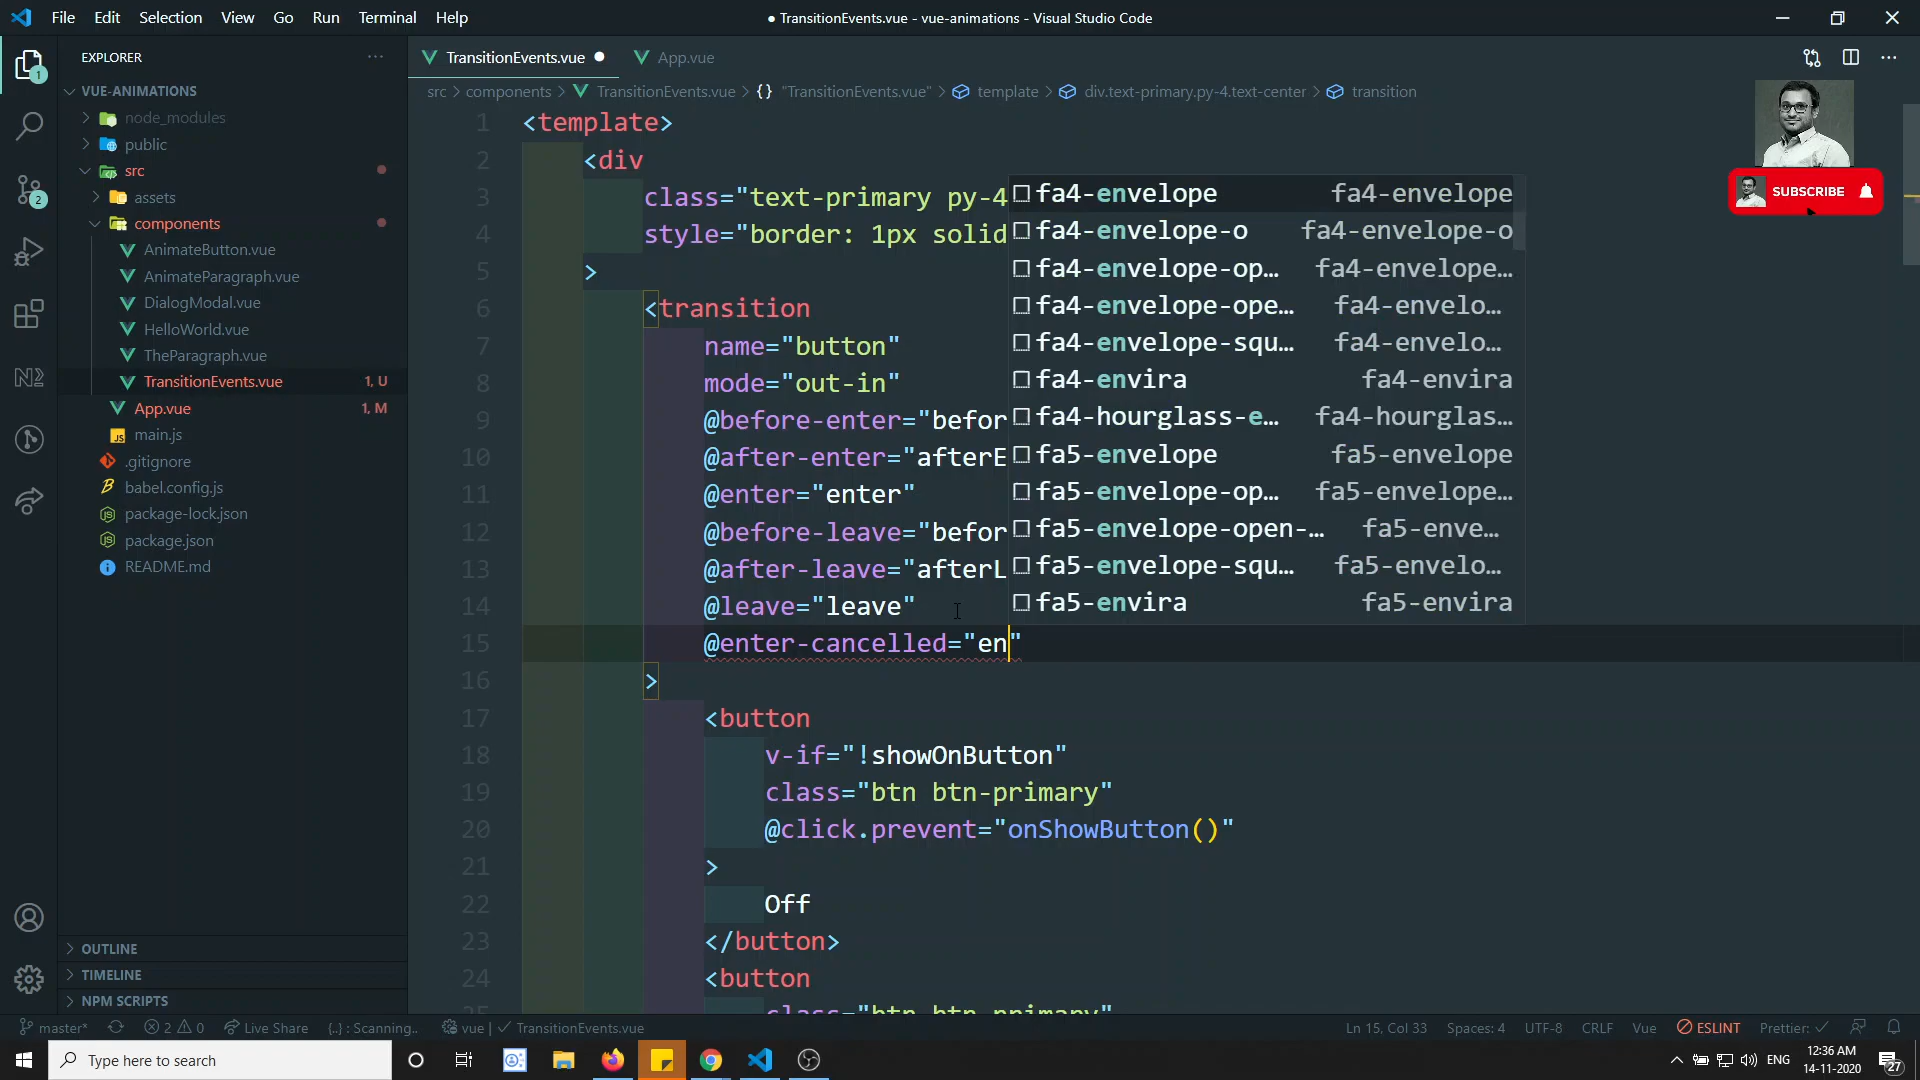 File Edit Selection View Go Run Terminal Help
● TransitionEvents.vue - vue-animations - Visual Studio Code
EXPLORER
TransitionEvents.vue
App.vue
src > components > TransitionEvents.vue > {} "TransitionEvents.vue" > template > div.text-primary.py-4.text-center > transition
VUE-ANIMATIONS
node_modules
public
src
assets
components
AnimateButton.vue
AnimateParagraph.vue
DialogModal.vue
HelloWorld.vue
TheParagraph.vue
TransitionEvents.vue 1, U
App.vue 1, M
main.js
.gitignore
babel.config.js
package-lock.json
package.json
README.md
OUTLINE
TIMELINE
NPM SCRIPTS
1 <template>
2 <div
3 class="text-primary py-4
4 style="border: 1px solid
5 >
6 <transition
7 name="button"
8 mode="out-in"
9 @before-enter="befor
10 @after-enter="afterE
11 @enter="enter"
12 @before-leave="befor
13 @after-leave="afterL
14 @leave="leave"
15 @enter-cancelled="en"
16 >
17 <button
18 v-if="!showOnButton"
19 class="btn btn-primary"
20 @click.prevent="onShowButton()"
21 >
22 Off
23 </button>
24 <button
25 class="btn btn-primary"
fa4-envelope fa4-envelope
fa4-envelope-o fa4-envelope-o
fa4-envelope-op… fa4-envelope…
fa4-envelope-ope… fa4-envelo…
fa4-envelope-squ… fa4-envelo…
fa4-envira fa4-envira
fa4-hourglass-e… fa4-hourglas…
fa5-envelope fa5-envelope
fa5-envelope-op… fa5-envelope…
fa5-envelope-open-… fa5-enve…
fa5-envelope-squ… fa5-envelo…
fa5-envira fa5-envira
SUBSCRIBE
1
2
master* 2 0 Live Share {..} : Scanning.. vue | ✓ TransitionEvents.vue
Ln 15, Col 33 Spaces: 4 UTF-8 CRLF Vue ESLINT Prettier: ✓
Type here to search
ENG
12:36 AM
14-11-2020
27